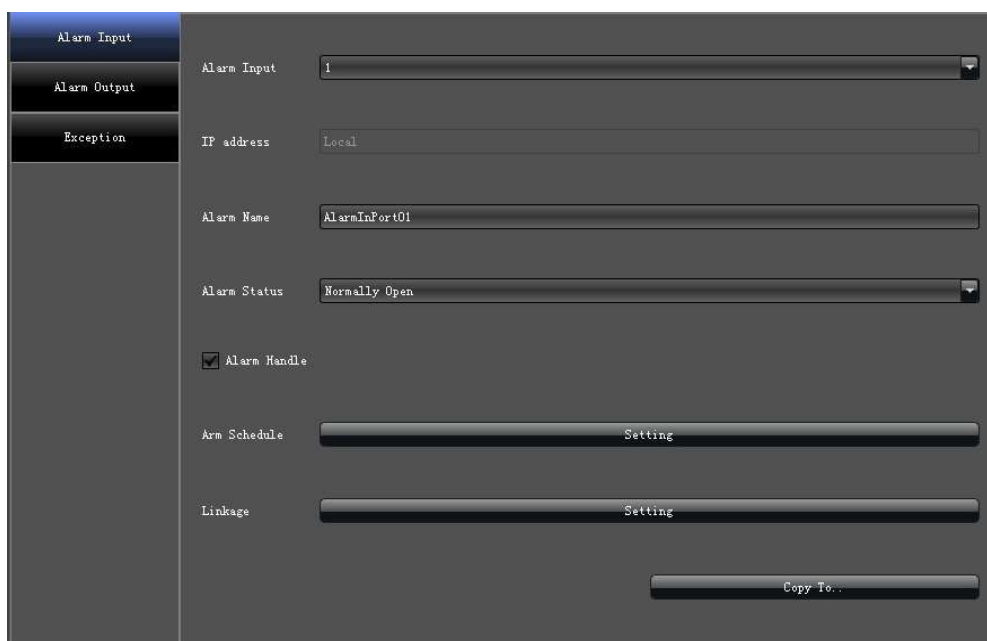 Alarm Input
Alarm Output
Exception
Alarm Input 1
IP address Local
Alarm Name AlarmInPort01
Alarm Status Normally Open
Alarm Handle
Arm Schedule Setting
Linkage Setting
Copy To..